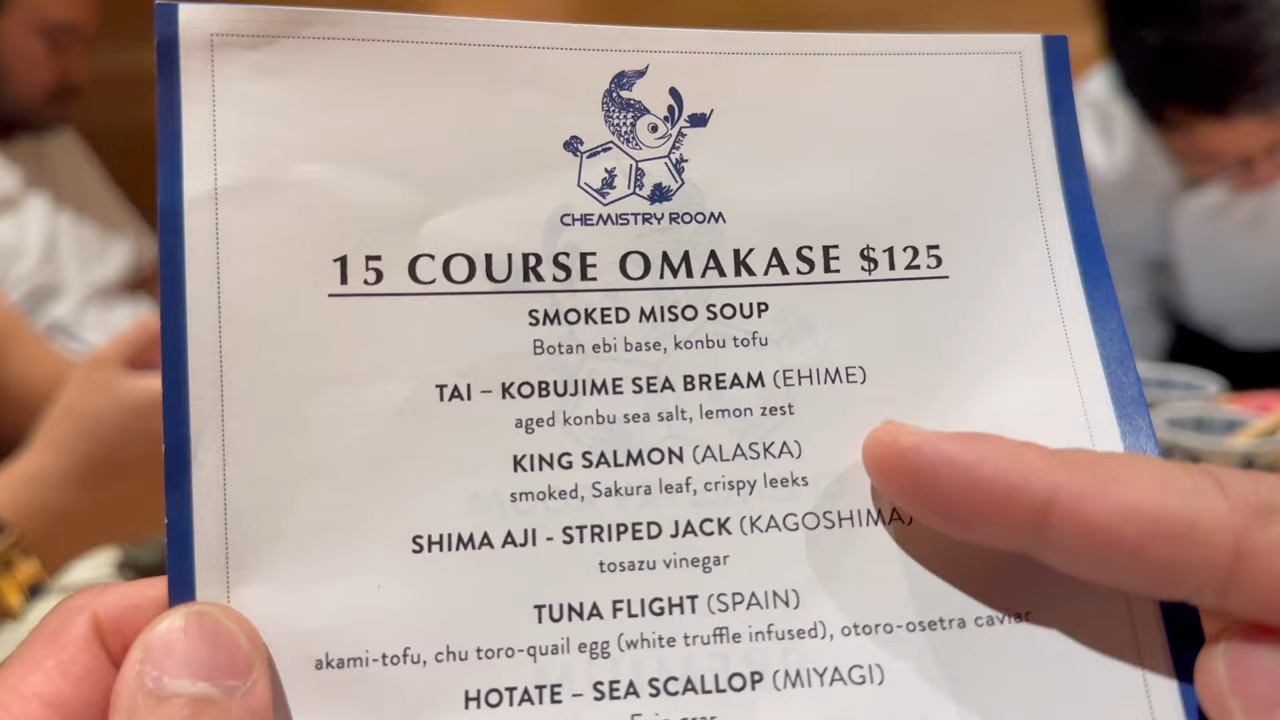 CHEMISTRY ROOM
15 COURSE OMAKASE $125
SMOKED MISO SOUP
Botan ebi base, konbu tofu
TAI – KOBUJIME SEA BREAM (EHIME)
aged konbu sea salt, lemon zest
KING SALMON (ALASKA)
smoked, Sakura leaf, crispy leeks
SHIMA AJI - STRIPED JACK (KAGOSHIMA)
tosazu vinegar
TUNA FLIGHT (SPAIN)
akami-tofu, chu toro-quail egg (white truffle infused), otoro-osetra caviar
HOTATE – SEA SCALLOP (MIYAGI)